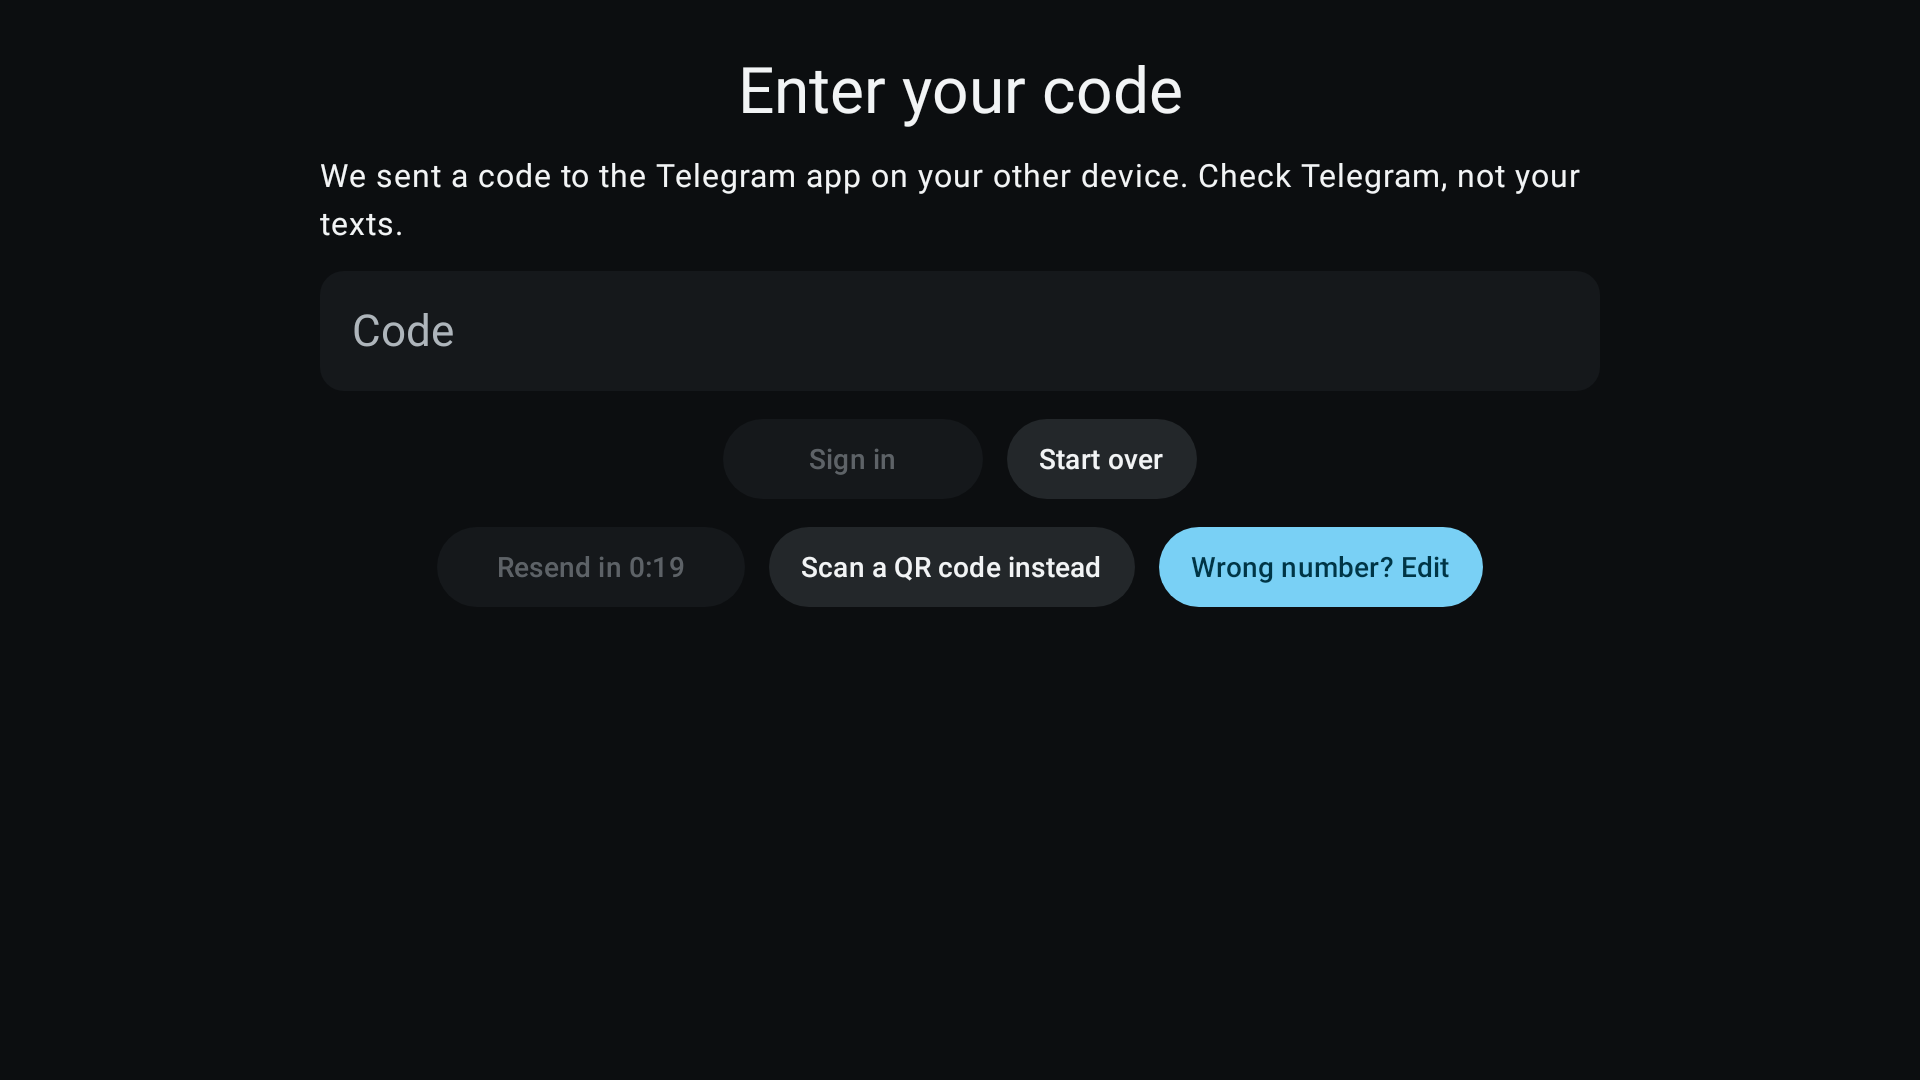 Enter your code
We sent a code to the Telegram app on your other device. Check Telegram, not your
texts.
Code
Sign in
Start over
Resend in 0:19
Scan a QR code instead
Wrong number? Edit